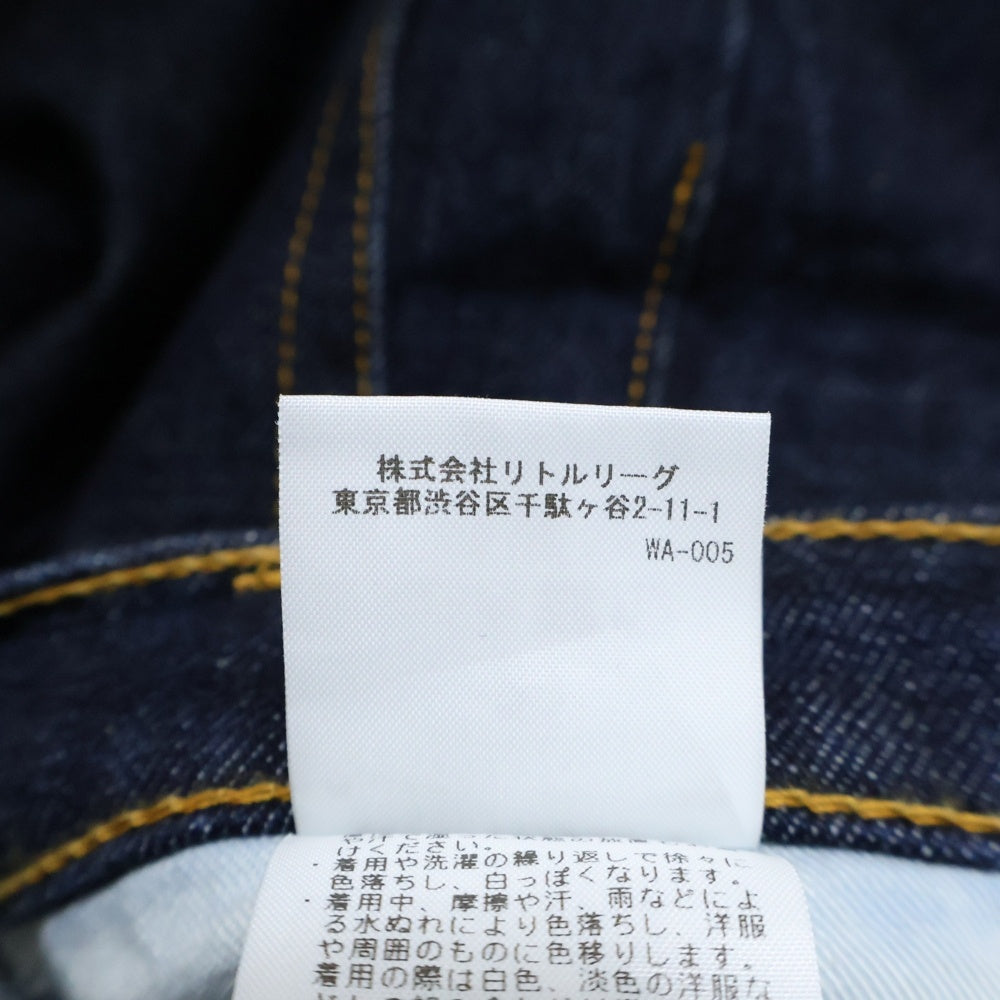 株式会社リトルリーグ
東京都渋谷区千駄ヶ谷2-11-1
WA-005
けください。
・着用や洗濯の繰り返しで徐々に
色落ちし、白っぽくなります。
・着用中、摩擦や汗、雨などによ
る水ぬれにより色落ちし、洋服
や周囲のものに色移りします。
着用の際は白色、淡色の洋服な